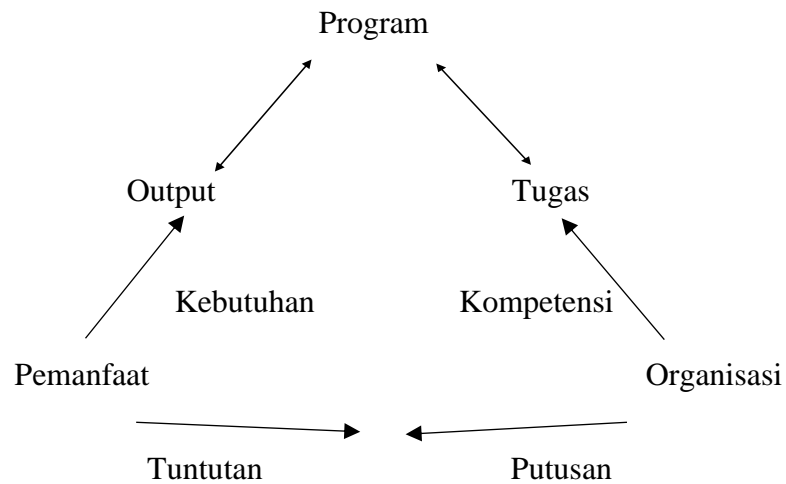 Program
Output Tugas
Kebutuhan Kompetensi
Pemanfaat Organisasi
Tuntutan Putusan